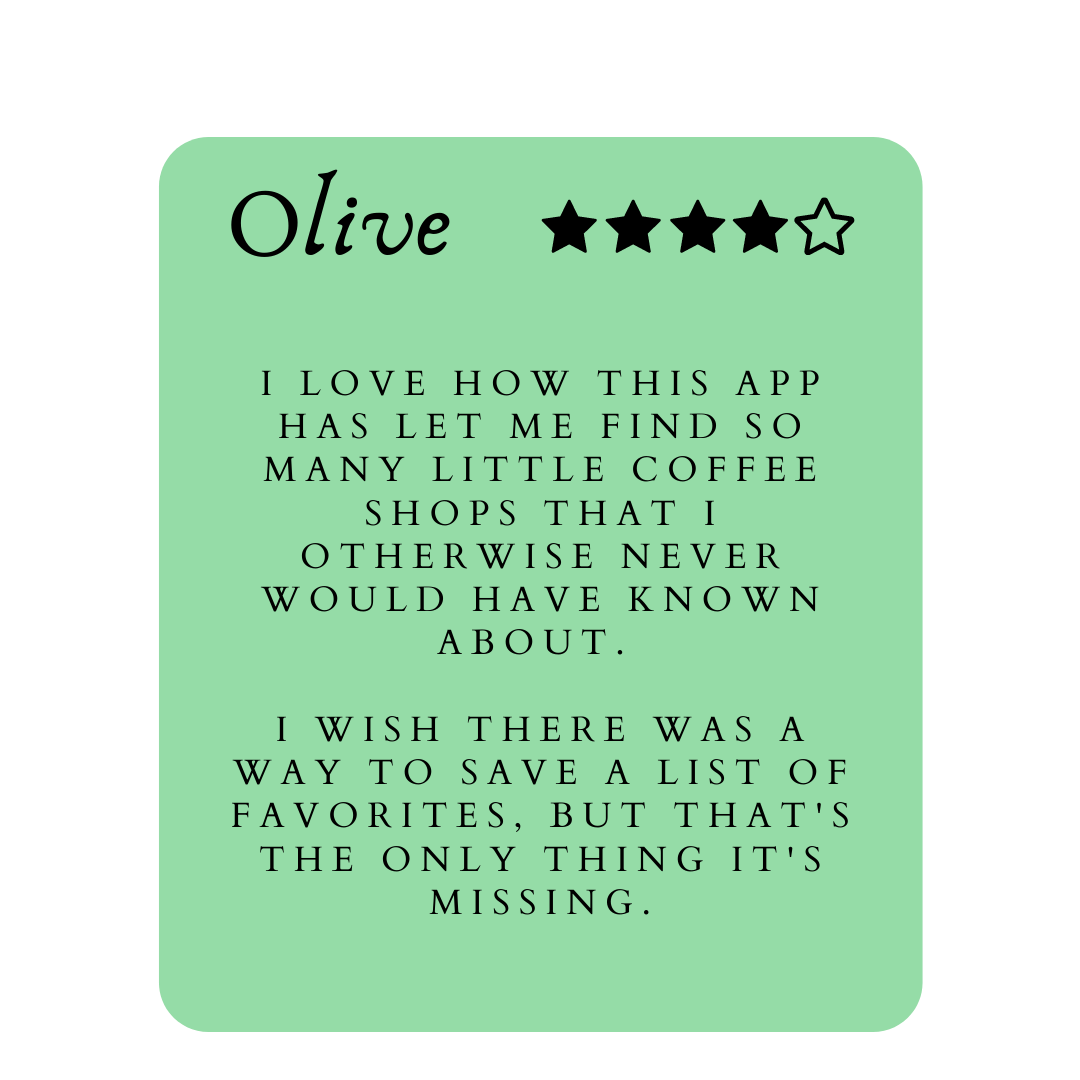 Olive
I LOVE HOW THIS APP
HAS LET ME FIND SO
MANY LITTLE COFFEE
SHOPS THAT I
OTHERWISE NEVER
WOULD HAVE KNOWN
ABOUT.
I WISH THERE WAS A
WAY TO SAVE A LIST OF
FAVORITES, BUT THAT'S
THE ONLY THING IT'S
MISSING.